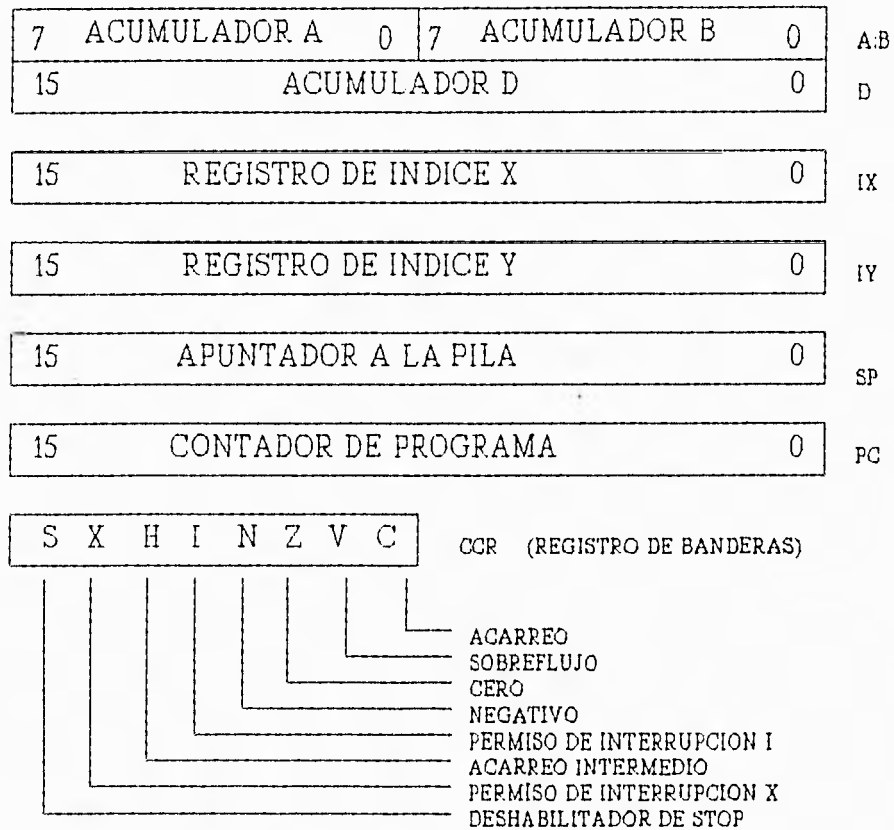 7 ACUMULADOR A 0 7 ACUMULADOR B 0 A:B
15 ACUMULADOR D 0 D
15 REGISTRO DE INDICE X 0 IX
15 REGISTRO DE INDICE Y 0 IY
15 APUNTADOR A LA PILA 0 SP
15 CONTADOR DE PROGRAMA 0 PC
S X H I N Z V C CCR (REGISTRO DE BANDERAS)
ACARREO
SOBREFLUJO
CERO
NEGATIVO
PERMISO DE INTERRUPCION I
ACARREO INTERMEDIO
PERMISO DE INTERRUPCION X
DESHABILITADOR DE STOP